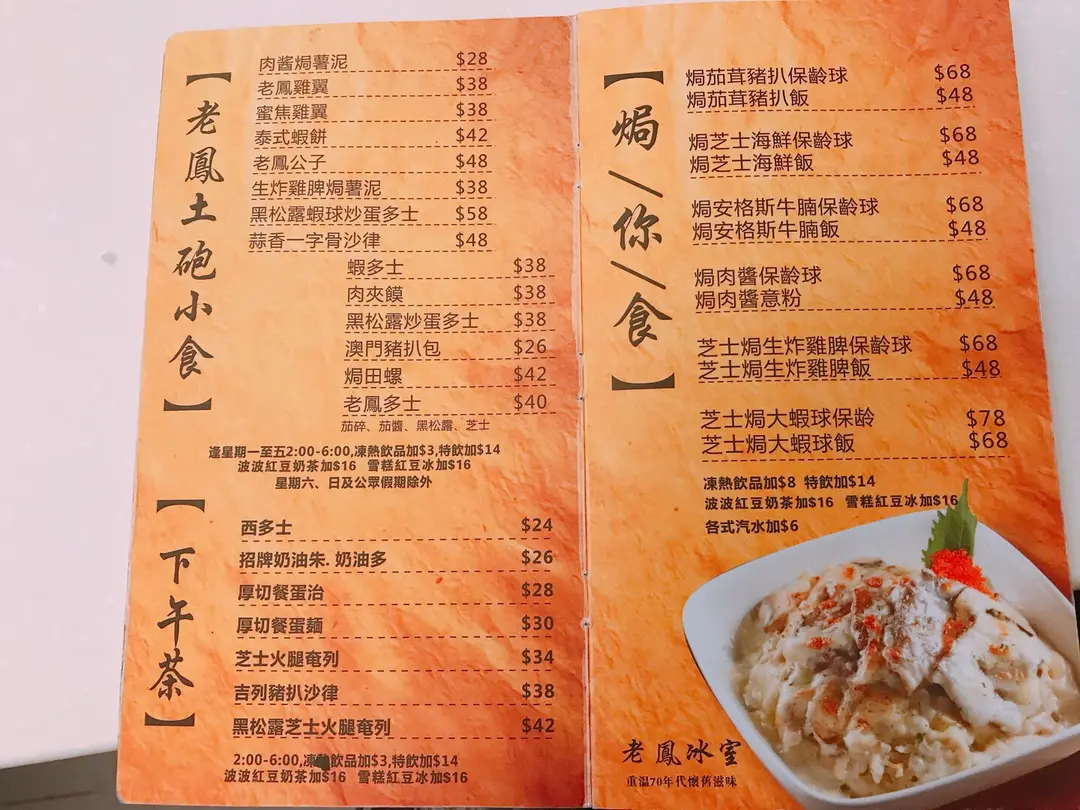 【老鳳土砲小食】
肉酱焗薯泥 $28
老鳳雞翼 $38
蜜焦雞翼 $38
泰式蝦餅 $42
老鳳公子 $48
生炸雞脾焗薯泥 $38
黑松露蝦球炒蛋多士 $58
蒜香一字骨沙律 $48
蝦多士 $38
肉夾饃 $38
黑松露炒蛋多士 $38
澳門豬扒包 $26
焗田螺 $42
老鳳多士 $40
茄碎、茄醬、黑松露、芝士
逢星期一至五2:00-6:00,凍熱飲品加$3,特飲加$14
波波紅豆奶茶加$16 雪糕紅豆冰加$16
星期六、日及公眾假期除外
【下午茶】
西多士 $24
招牌奶油朱. 奶油多 $26
厚切餐蛋治 $28
厚切餐蛋麵 $30
芝士火腿奄列 $34
吉列豬扒沙律 $38
黑松露芝士火腿奄列 $42
2:00-6:00,凍熱飲品加$3,特飲加$14
波波紅豆奶茶加$16 雪糕紅豆冰加$16
【焗/你/食】
焗茄茸豬扒保齡球 $68
焗茄茸豬扒飯 $48
焗芝士海鮮保龄球 $68
焗芝士海鮮飯 $48
焗安格斯牛腩保齡球 $68
焗安格斯牛腩飯 $48
焗肉醬保齡球 $68
焗肉醬意粉 $48
芝士焗生炸雞脾保龄球 $68
芝士焗生炸雞脾飯 $48
芝士焗大蝦球保龄 $78
芝士焗大蝦球飯 $68
凍熱飲品加$8 特飲加$14
波波紅豆奶茶加$16 雪糕紅豆冰加$16
各式汽水加$6
老鳳冰室
重温70年代懷舊滋味